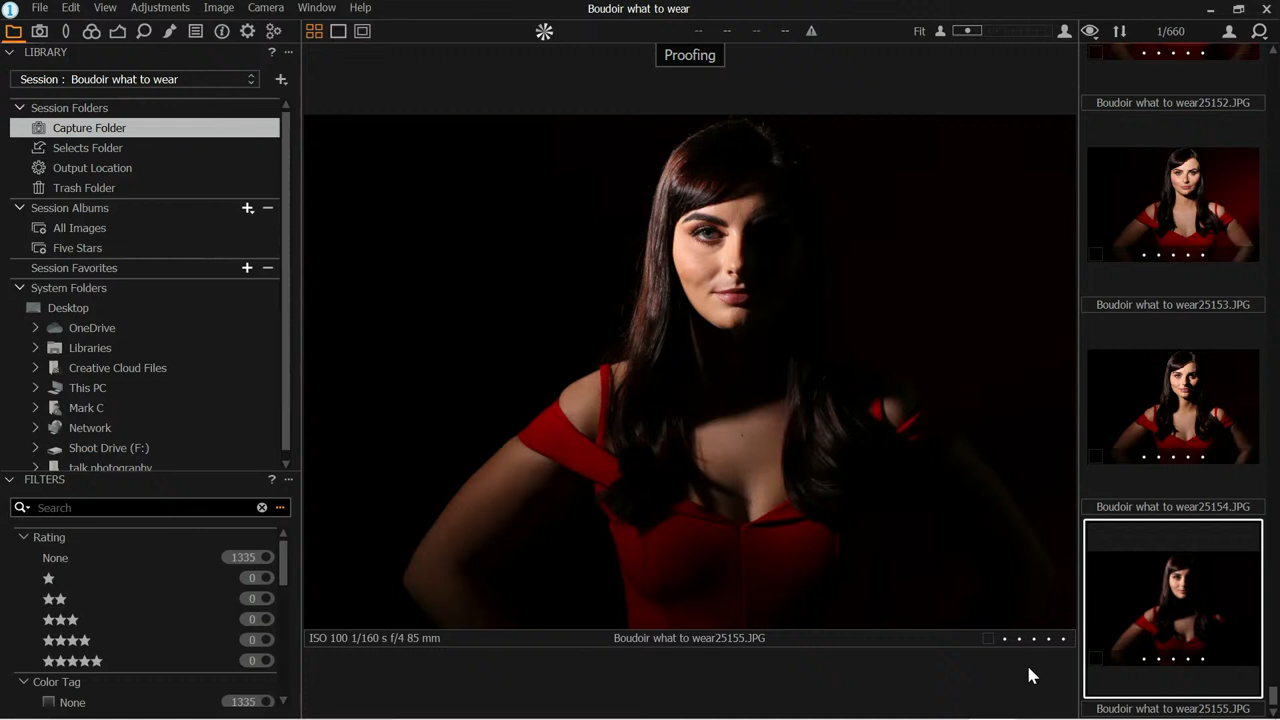 File Edit View Adjustments Image Camera Window Help
Boudoir what to wear
LIBRARY ? ...
Session : Boudoir what to wear
Session Folders
Capture Folder
Selects Folder
Output Location
Trash Folder
Session Albums
All Images
Five Stars
Session Favorites
System Folders
Desktop
OneDrive
Libraries
Creative Cloud Files
This PC
Mark C
Network
Shoot Drive (F:)
talk photography
FILTERS ? ...
Search
Rating
None 1335
0
0
0
0
0
Color Tag
None 1335
-- -- -- --
Fit
Proofing
ISO 100 1/160 s f/4 85 mm
Boudoir what to wear25155.JPG
1/660
Boudoir what to wear25152.JPG
Boudoir what to wear25153.JPG
Boudoir what to wear25154.JPG
Boudoir what to wear25155.JPG